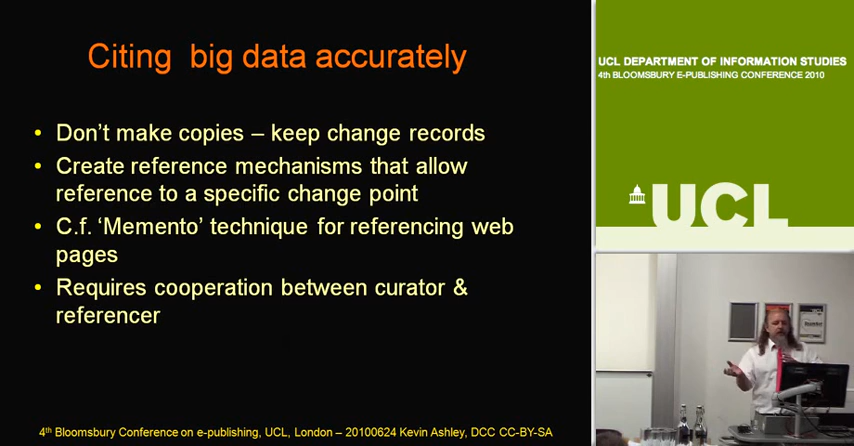 Citing big data accurately
• Don't make copies – keep change records
• Create reference mechanisms that allow
reference to a specific change point
• C.f. 'Memento' technique for referencing web
pages
• Requires cooperation between curator &
referencer
4th Bloomsbury Conference on e-publishing, UCL, London – 20100624 Kevin Ashley, DCC CC-BY-SA
UCL DEPARTMENT OF INFORMATION STUDIES
4th BLOOMSBURY E-PUBLISHING CONFERENCE 2010
UCL